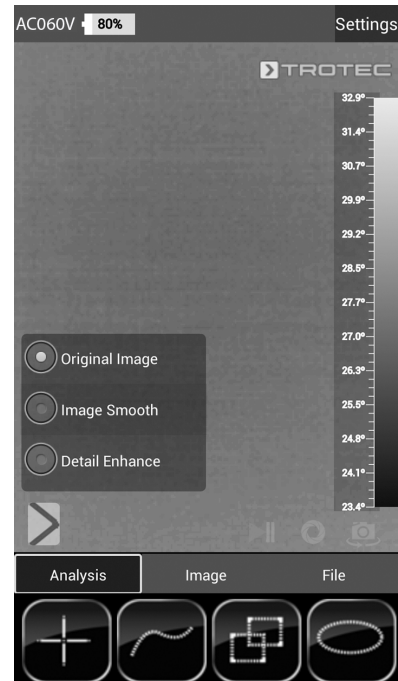 AC060V 80% Settings
TROTEC
32.9°
31.4°
30.7°
29.9°
29.2°
28.5°
27.7°
27.0°
Original Image
26.3°
Image Smooth
25.5°
24.8°
Detail Enhance
24.1°
23.4°
Analysis Image File